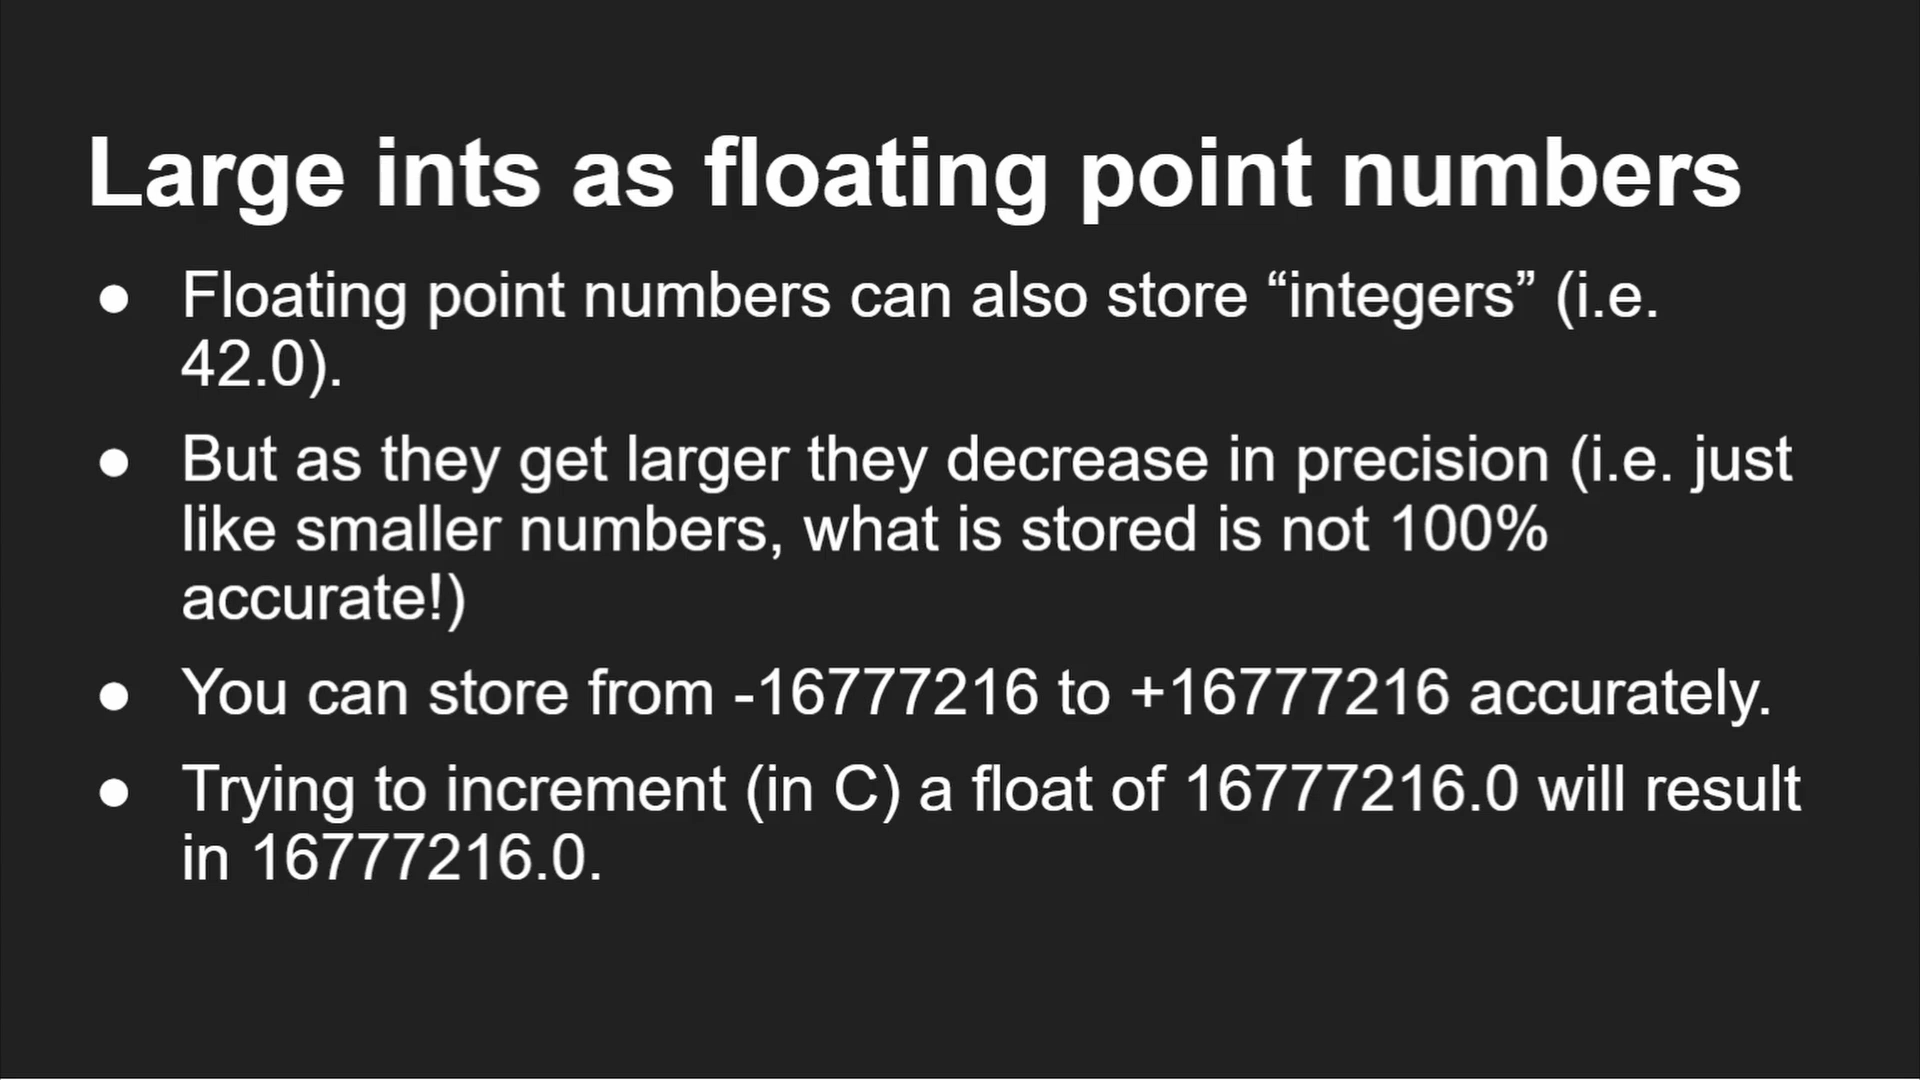 Large ints as floating point numbers
● Floating point numbers can also store “integers” (i.e.
42.0).
● But as they get larger they decrease in precision (i.e. just
like smaller numbers, what is stored is not 100%
accurate!)
● You can store from -16777216 to +16777216 accurately.
● Trying to increment (in C) a float of 16777216.0 will result
in 16777216.0.